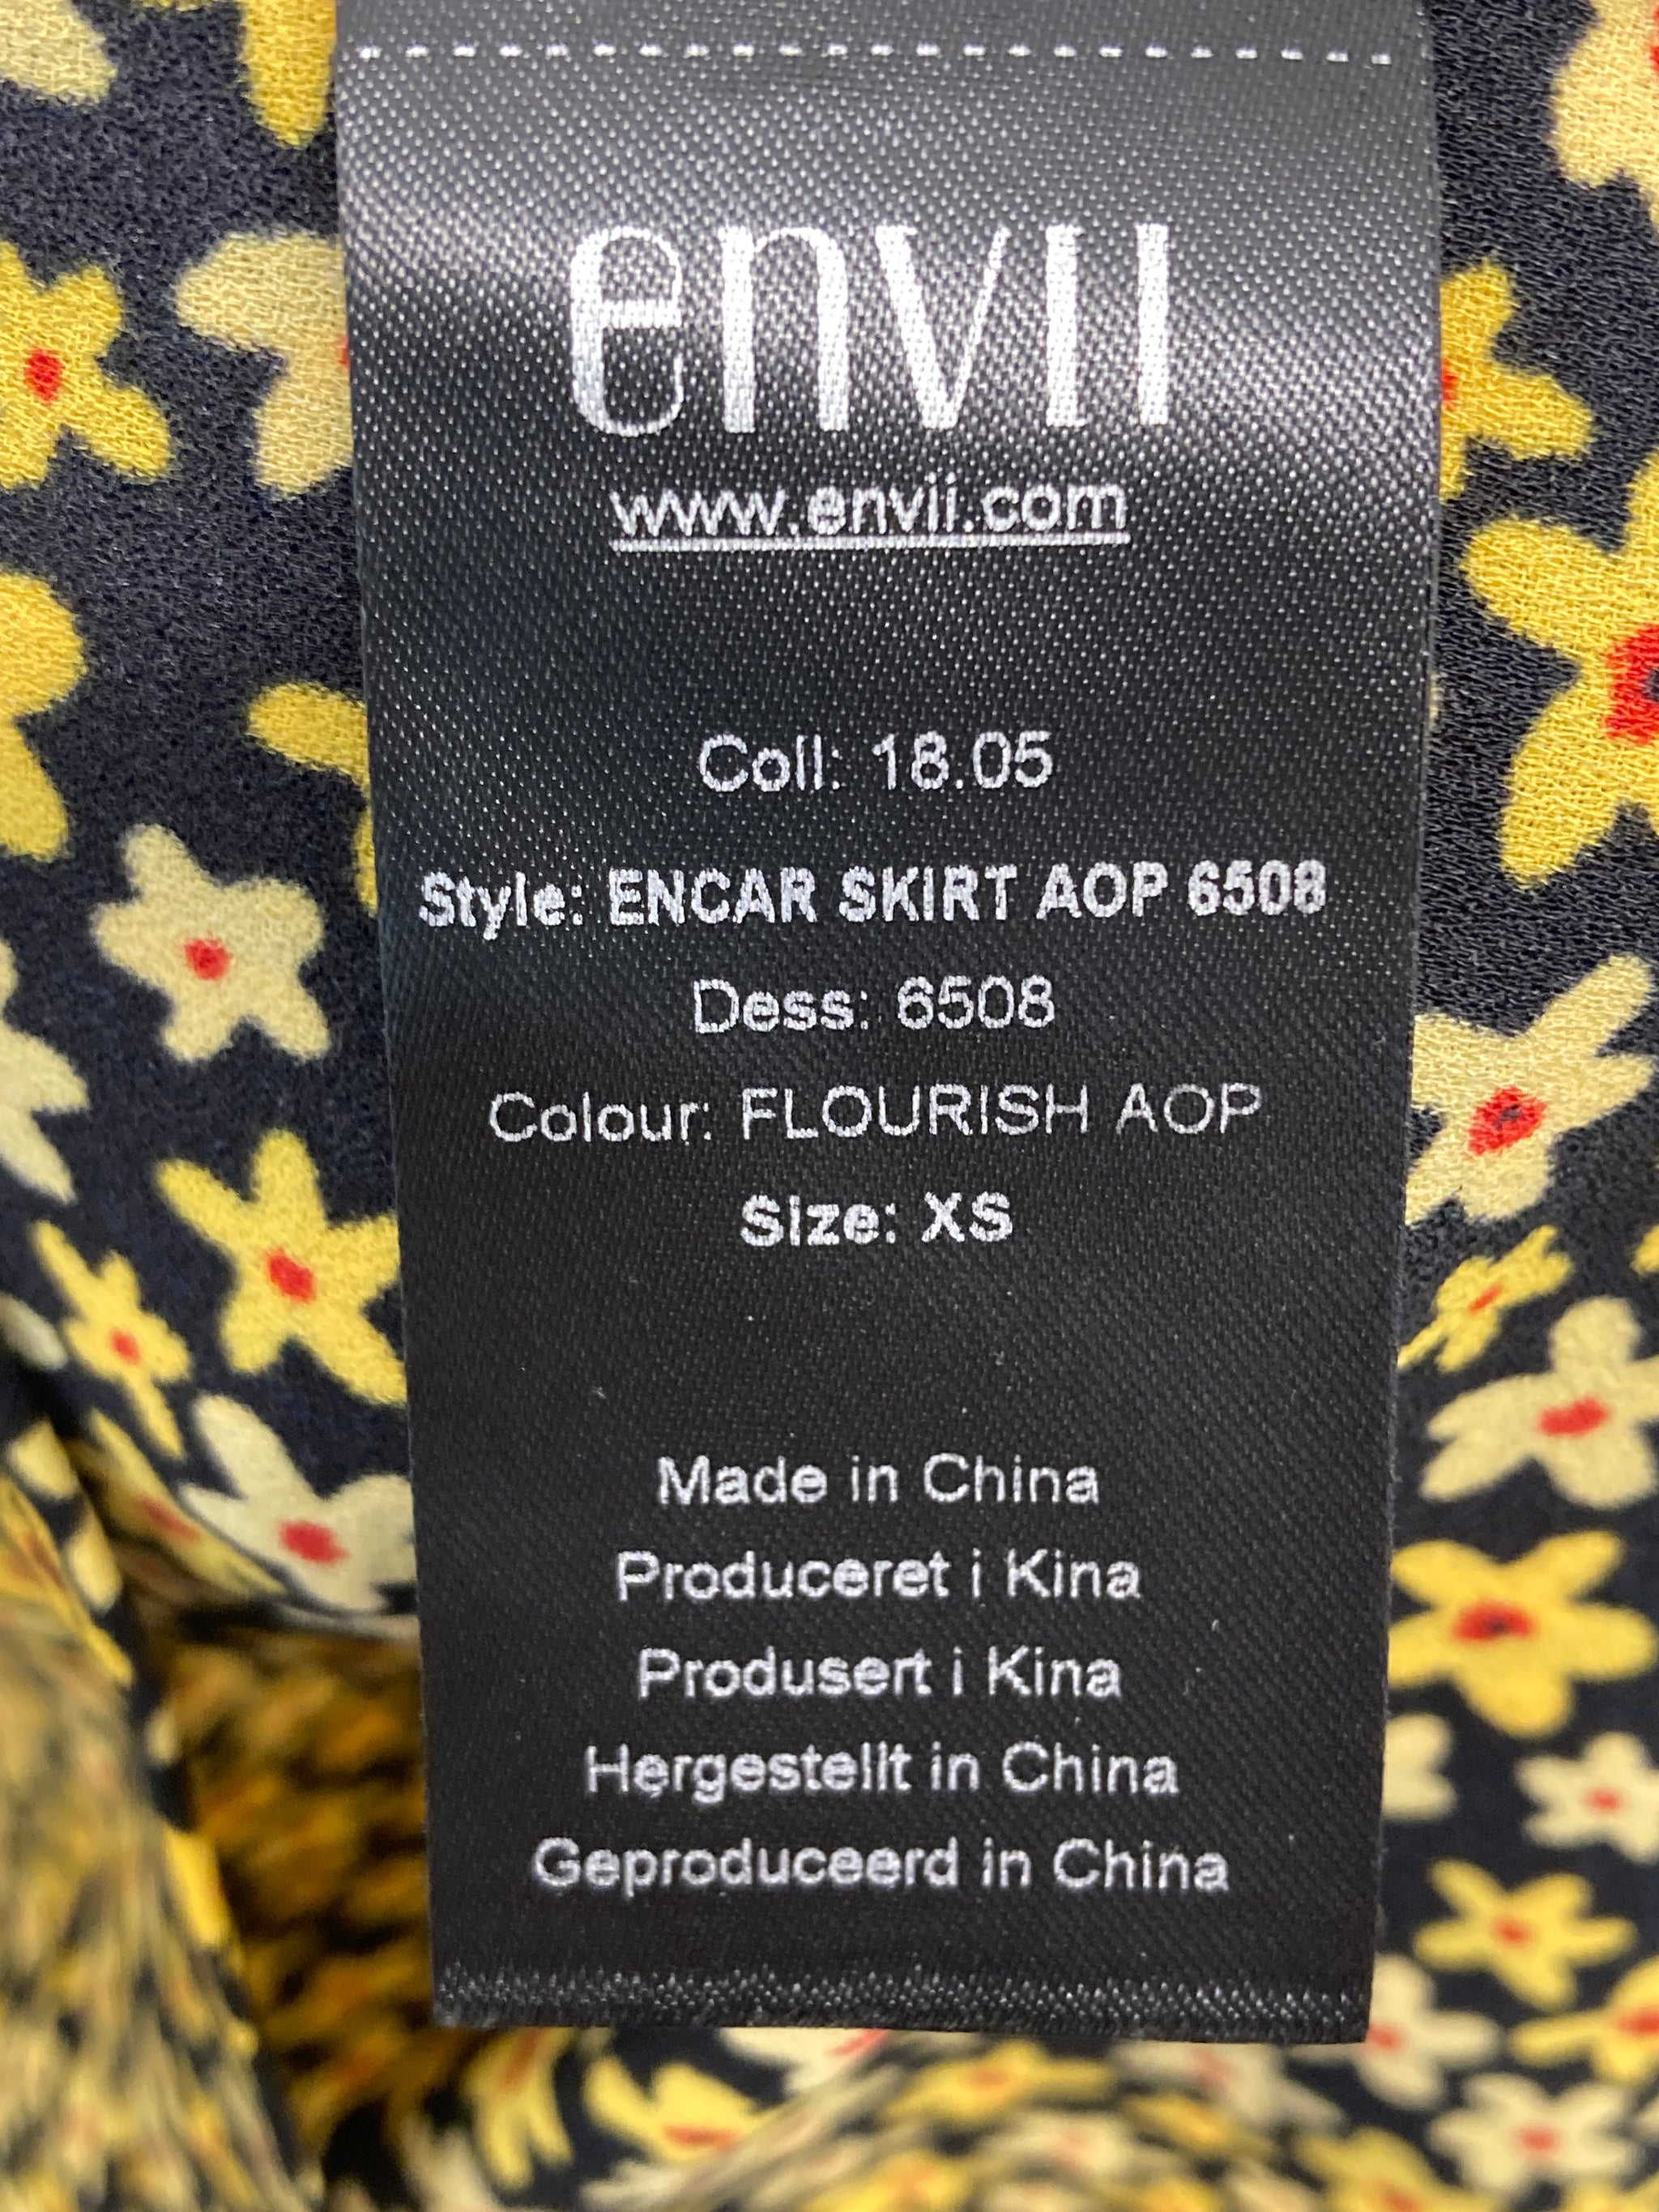 envii
www.envii.com
Coll: 18.05
Style: ENCAR SKIRT AOP 6508
Dess: 6508
Colour: FLOURISH AOP
Size: XS
Made in China
Produceret i Kina
Produsert i Kina
Hergestellt in China
Geproduceerd in China